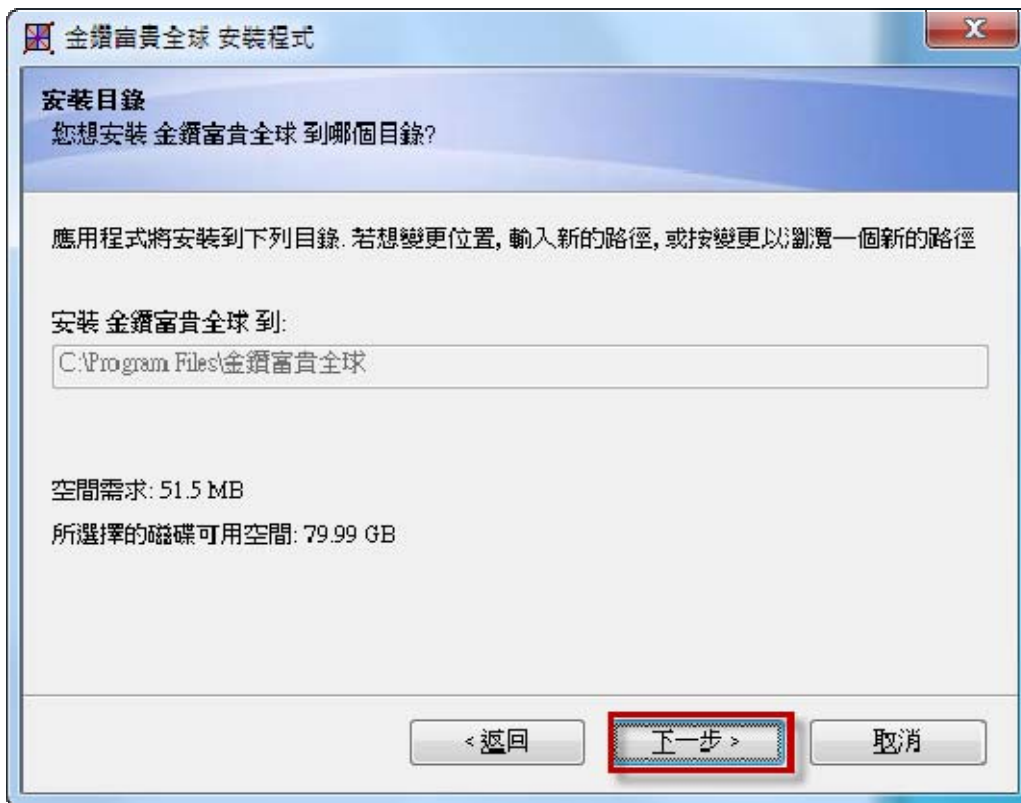 金鑽富貴全球 安裝程式
安裝目錄
您想安裝 金鑽富貴全球 到哪個目錄?
應用程式將安裝到下列目錄. 若想變更位置, 輸入新的路徑, 或按變更以瀏覽一個新的路徑
安裝 金鑽富貴全球 到:
C:\Program Files\金鑽富貴全球
空間需求: 51.5 MB
所選擇的磁碟可用空間: 79.99 GB
<返回 下一步> 取消